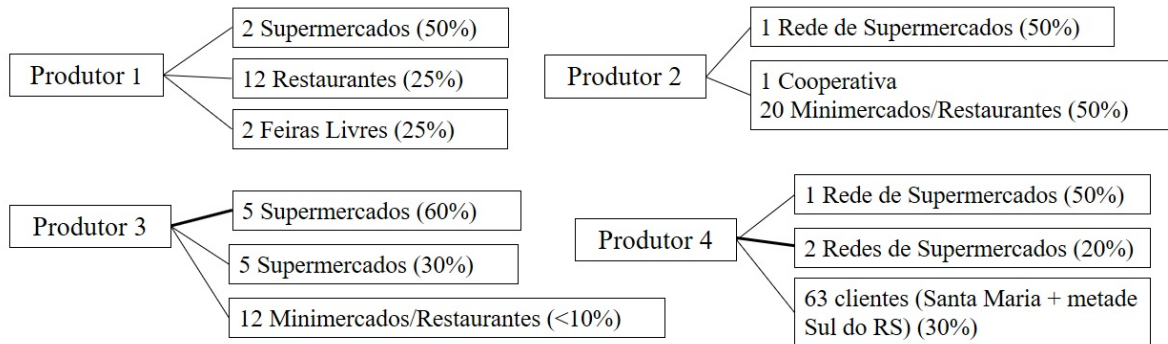 Produtor 1
2 Supermercados (50%)
12 Restaurantes (25%)
2 Feiras Livres (25%)
Produtor 2
1 Rede de Supermercados (50%)
1 Cooperativa
20 Minimercados/Restaurantes (50%)
Produtor 3
5 Supermercados (60%)
5 Supermercados (30%)
12 Minimercados/Restaurantes (<10%)
Produtor 4
1 Rede de Supermercados (50%)
2 Redes de Supermercados (20%)
63 clientes (Santa Maria + metade
Sul do RS) (30%)